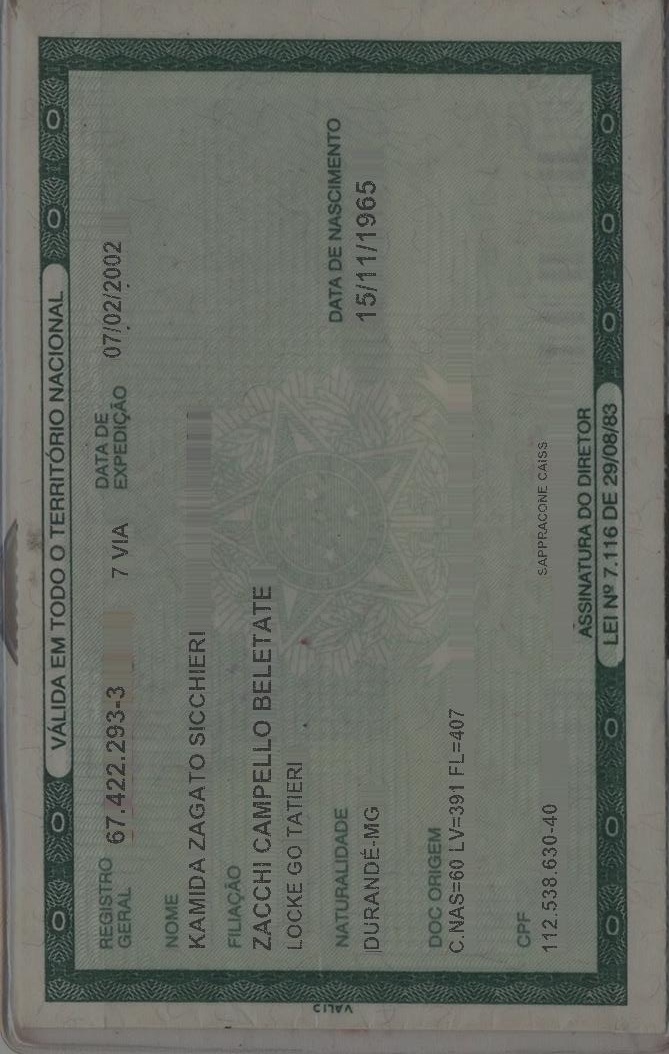 VÁLIDA EM TODO O TERRITÓRIO NACIONAL
REGISTRO GERAL 67.422.293-3 7 VIA DATA DE EXPEDIÇÃO 07/02/2002
NOME
KAMIDA ZAGATO SICCHIERI
FILIAÇÃO
ZACCHI CAMPELLO BELETATE
LOCKE GO TATIERI
NATURALIDADE DATA DE NASCIMENTO
DURANDÉ-MG 15/11/1965
DOC ORIGEM
C.NAS=60 LV=391 FL=407
CPF
112.538.630-40
SAPPRACONE CAISS
ASSINATURA DO DIRETOR
LEI Nº 7.116 DE 29/08/83